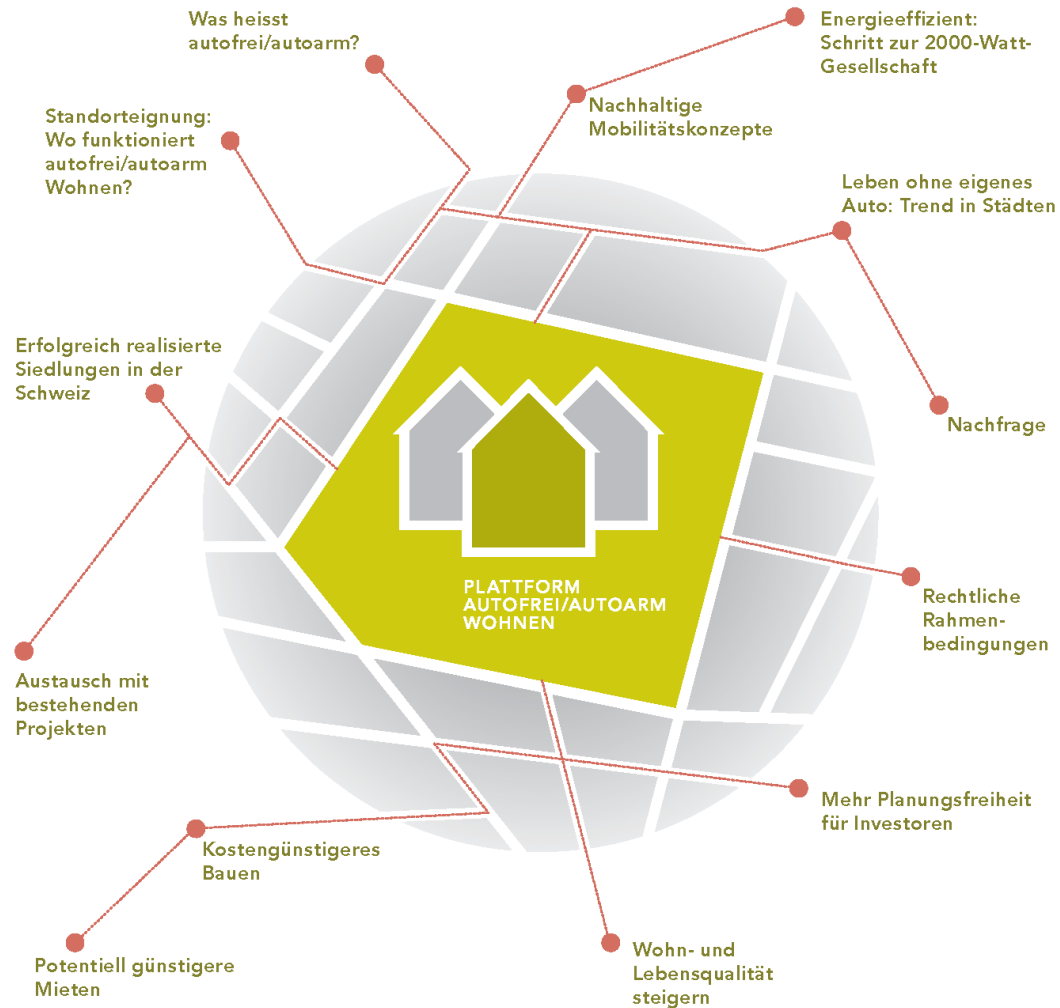 Was heisst
autofrei/autoarm?
Energieeffizient:
Schritt zur 2000-Watt-
Gesellschaft
Nachhaltige
Mobilitätskonzepte
Standorteignung:
Wo funktioniert
autofrei/autoarm
Wohnen?
Leben ohne eigenes
Auto: Trend in Städten
Erfolgreich realisierte
Siedlungen in der
Schweiz
Nachfrage
PLATTFORM
AUTOFREI/AUTOARM
WOHNEN
Rechtliche
Rahmen-
bedingungen
Austausch mit
bestehenden
Projekten
Mehr Planungsfreiheit
für Investoren
Kostengünstigeres
Bauen
Potentiell günstigere
Mieten
Wohn- und
Lebensqualität
steigern